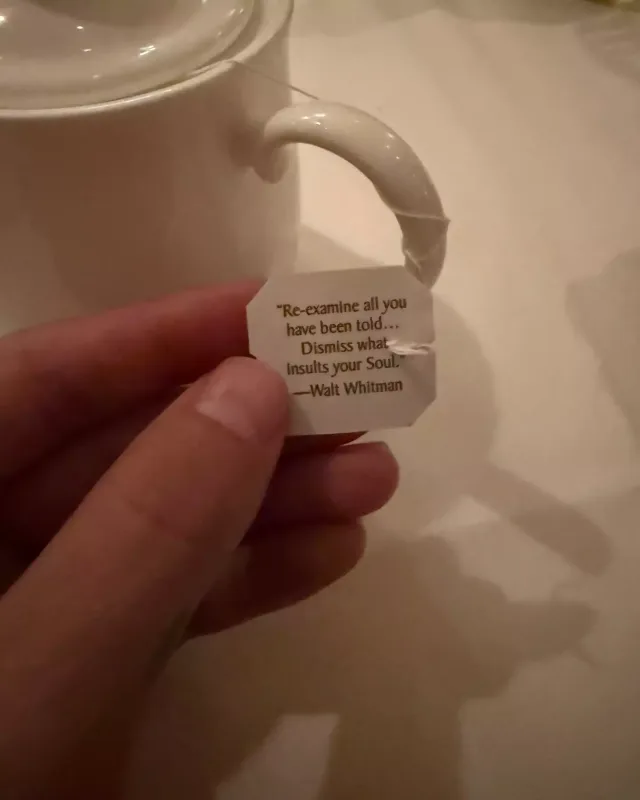 "Re-examine all you
have been told...
Dismiss what
Insults your Soul."
—Walt Whitman